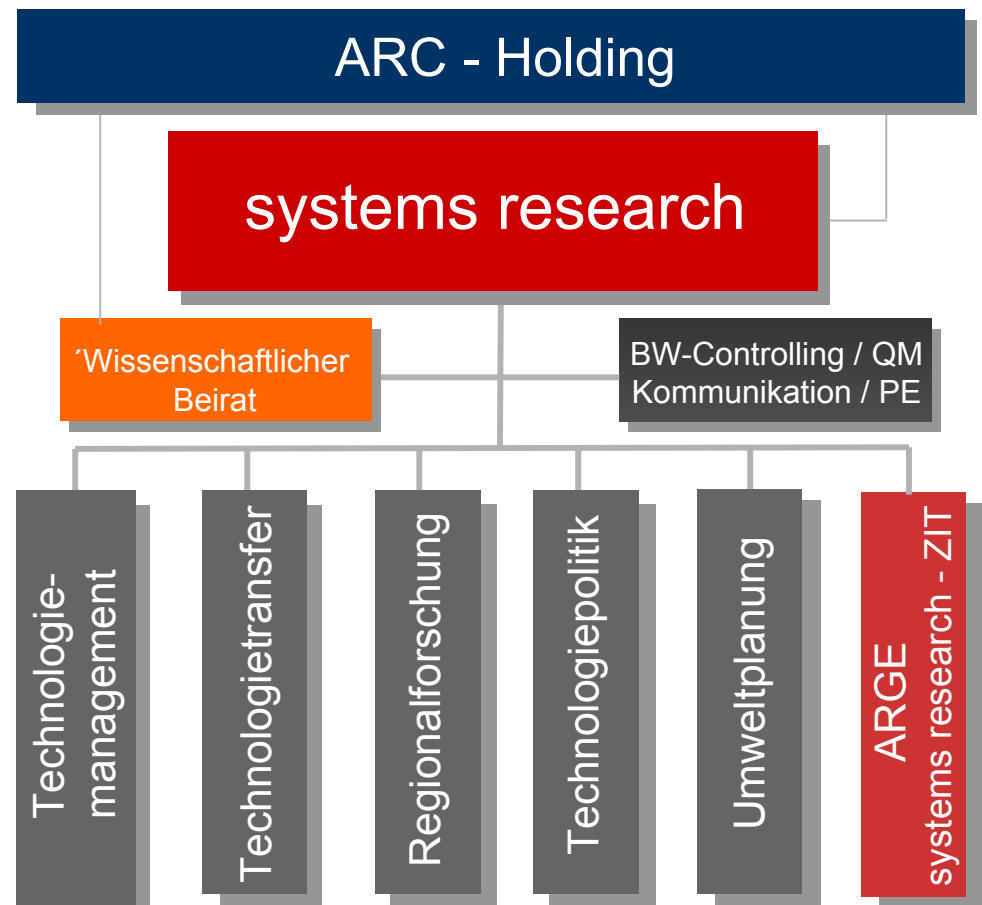 ARC - Holding
systems research
´Wissenschaftlicher
Beirat
BW-Controlling / QM
Kommunikation / PE
Technologie-
management
Technologietransfer
Regionalforschung
Technologiepolitik
Umweltplanung
ARGE
systems research - ZIT